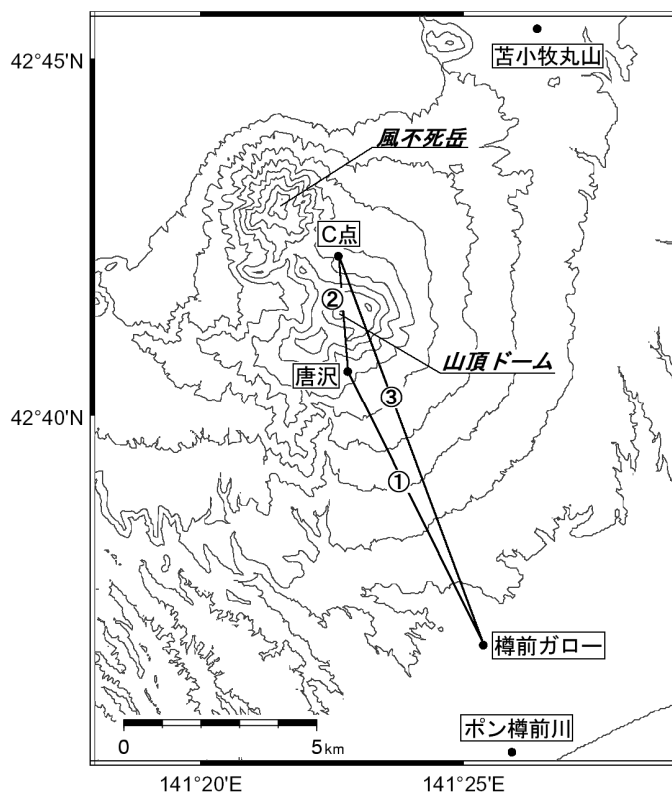 42°45'N
苫小牧丸山
風不死岳
C点
②
山頂ドーム
唐沢
③
42°40'N
①
樽前ガロー
ポン樽前川
0 5km
141°20'E 141°25'E